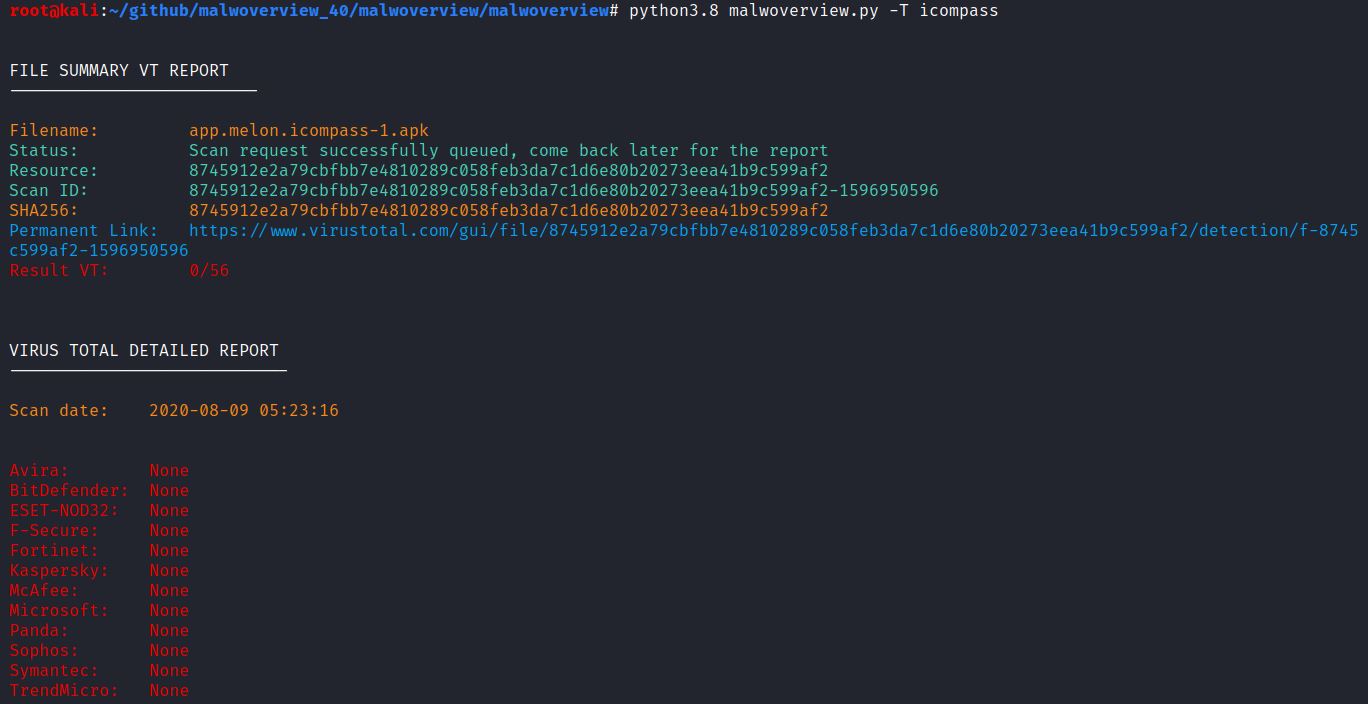 root@kali:~/github/malwoverview_40/malwoverview/malwoverview# python3.8 malwoverview.py -T icompass
FILE SUMMARY VT REPORT
Filename: app.melon.icompass-1.apk
Status: Scan request successfully queued, come back later for the report
Resource: 8745912e2a79cbfbb7e4810289c058feb3da7c1d6e80b20273eea41b9c599af2
Scan ID: 8745912e2a79cbfbb7e4810289c058feb3da7c1d6e80b20273eea41b9c599af2-1596950596
SHA256: 8745912e2a79cbfbb7e4810289c058feb3da7c1d6e80b20273eea41b9c599af2
Permanent Link: https://www.virustotal.com/gui/file/8745912e2a79cbfbb7e4810289c058feb3da7c1d6e80b20273eea41b9c599af2/detection/f-8745
c599af2-1596950596
Result VT: 0/56
VIRUS TOTAL DETAILED REPORT
Scan date: 2020-08-09 05:23:16
Avira: None
BitDefender: None
ESET-NOD32: None
F-Secure: None
Fortinet: None
Kaspersky: None
McAfee: None
Microsoft: None
Panda: None
Sophos: None
Symantec: None
TrendMicro: None